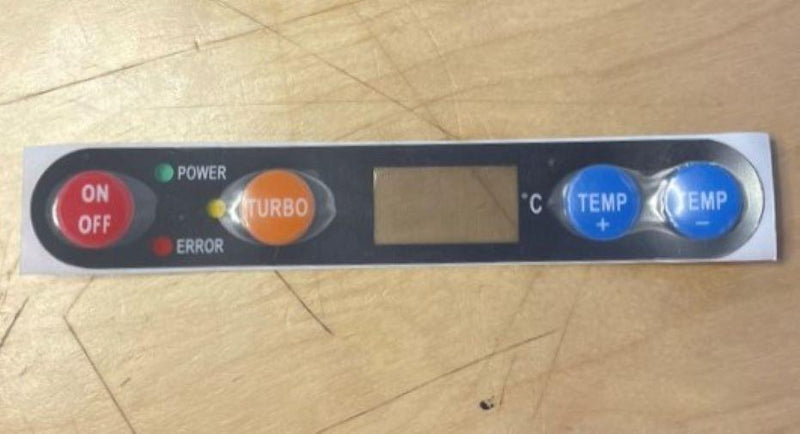 ON
OFF
POWER
ERROR
TURBO
°C
TEMP
+
TEMP
−